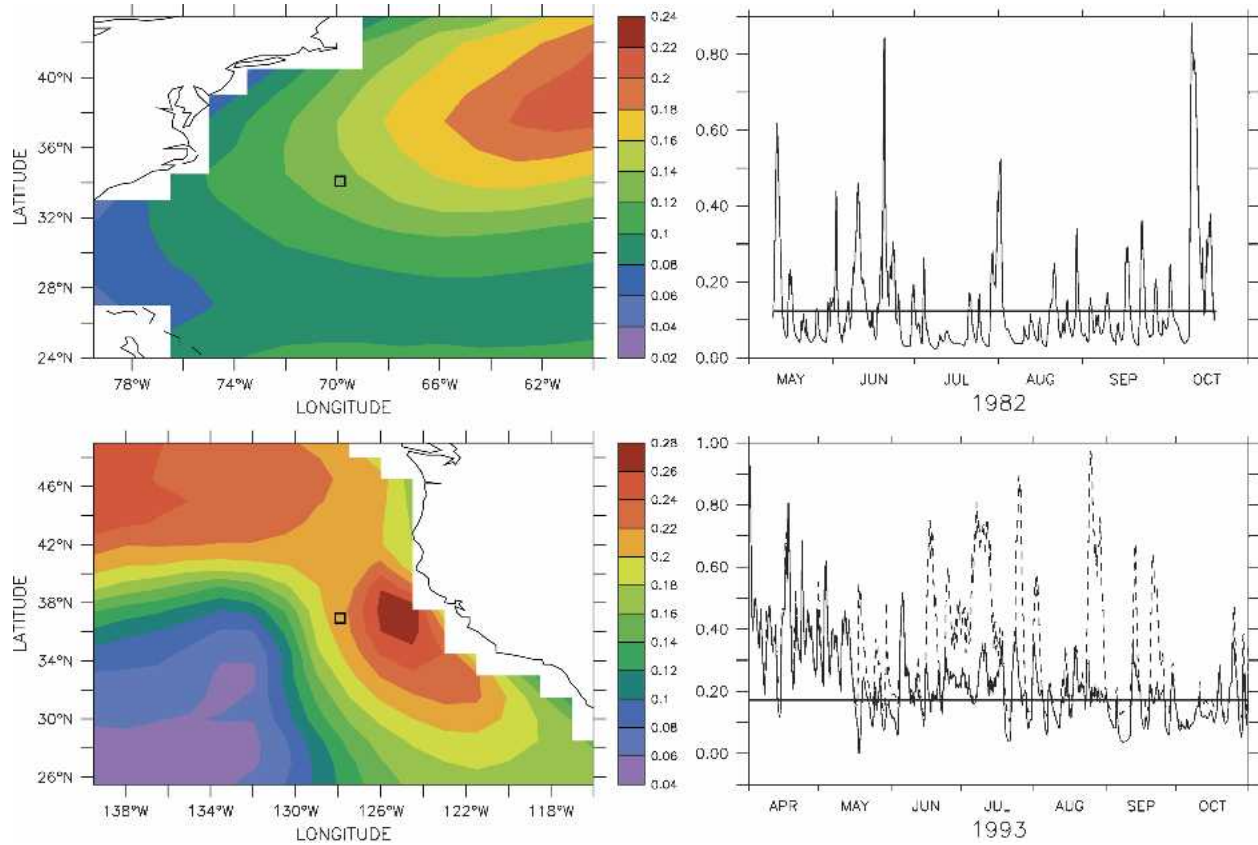 0.24
0.22
0.2
0.18
0.16
0.14
0.12
0.1
0.08
0.06
0.04
0.02
40°N
36°N
32°N
28°N
24°N
LATITUDE
78°W 74°W 70°W 66°W 62°W
LONGITUDE
0.80
0.60
0.40
0.20
0.00
MAY JUN JUL AUG SEP OCT
1982
0.28
0.26
0.24
0.22
0.2
0.18
0.16
0.14
0.12
0.1
0.08
0.06
0.04
46°N
42°N
38°N
34°N
30°N
26°N
LATITUDE
138°W 134°W 130°W 126°W 122°W 118°W
LONGITUDE
1.00
0.80
0.60
0.40
0.20
0.00
APR MAY JUN JUL AUG SEP OCT
1993